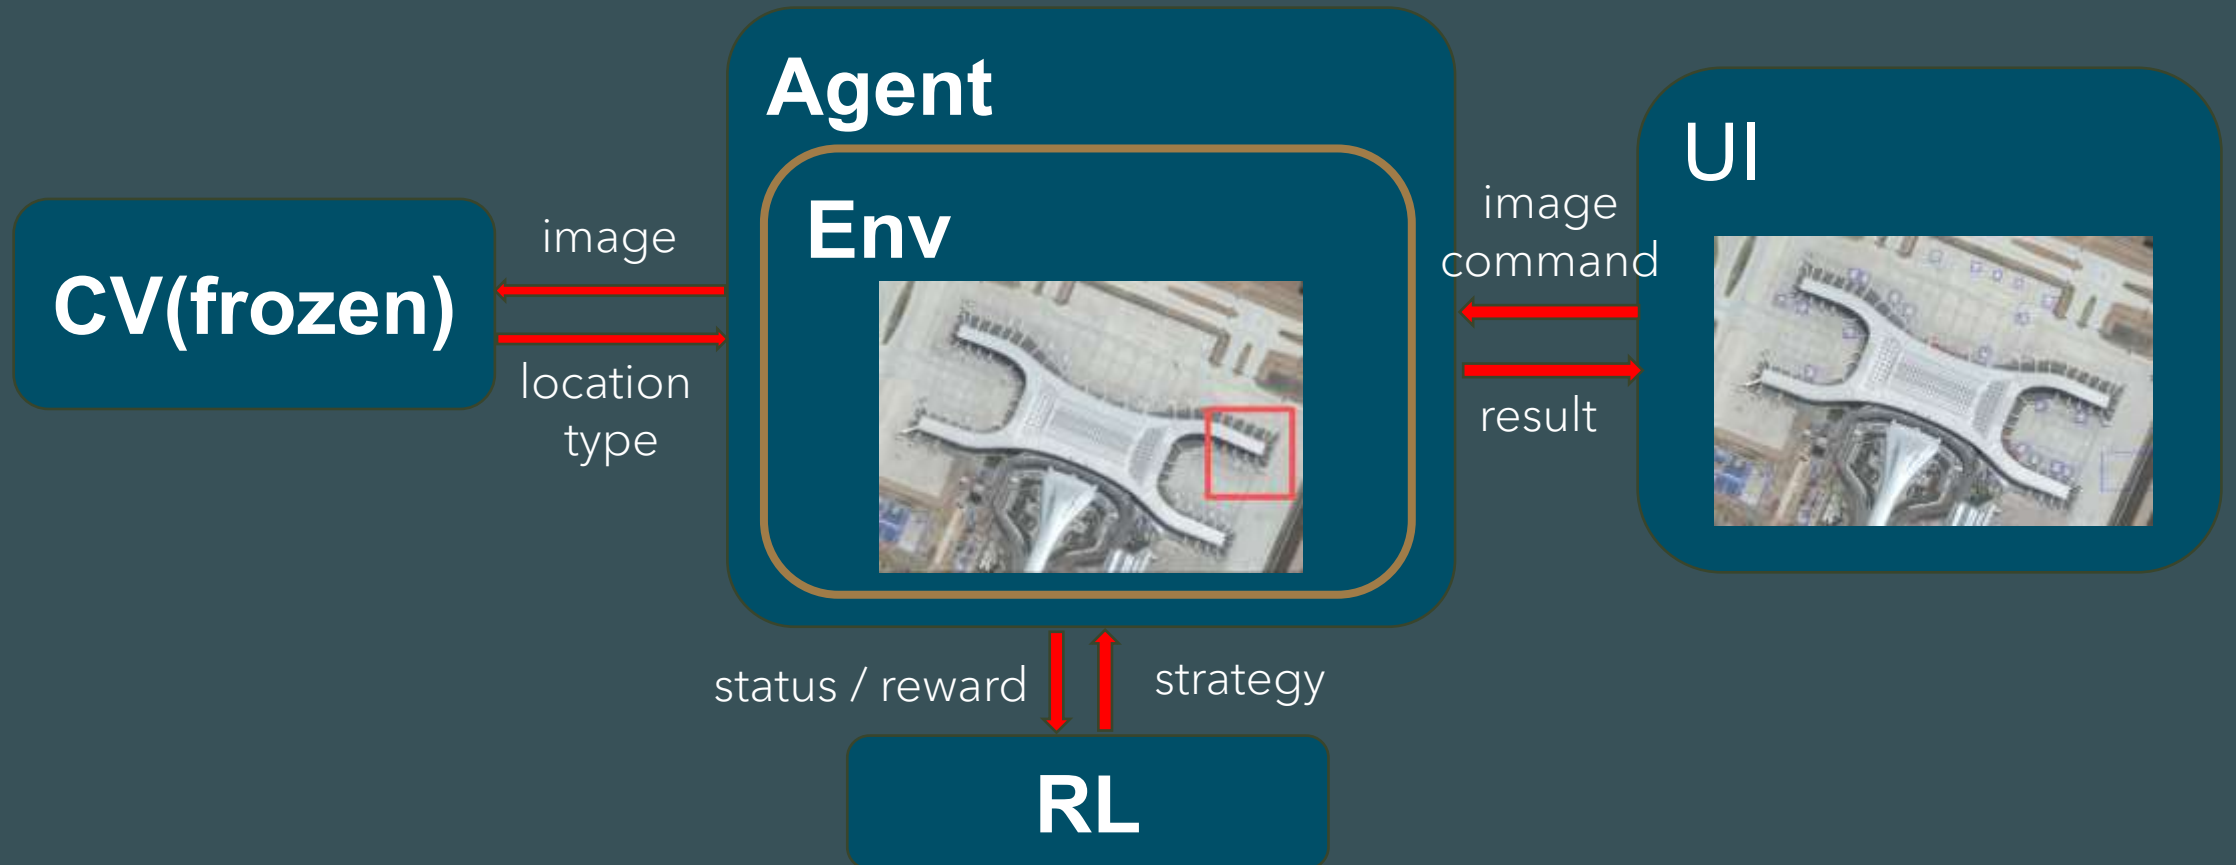 Agent
Env
UI
CV(frozen)
image
location
type
image
command
result
status / reward
strategy
RL